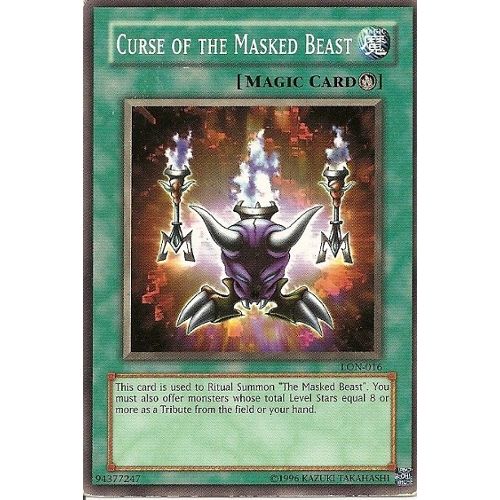 CURSE OF THE MASKED BEAST
[MAGIC CARD]
LON-016
This card is used to Ritual Summon "The Masked Beast". You
must also offer monsters whose total Level Stars equal 8 or
more as a Tribute from the field or your hand.
94377247
©1996 KAZUKI TAKAHASHI